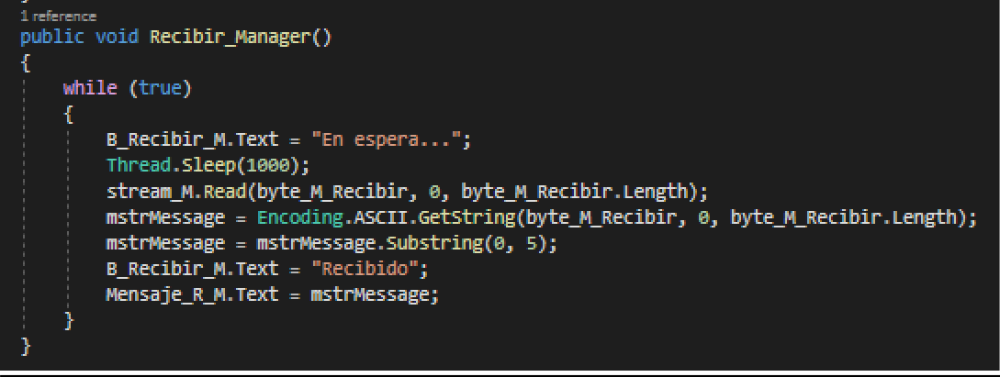 1 reference
public void Recibir_Manager()
{
while (true)
{
B_Recibir_M.Text = "En espera...";
Thread.Sleep(1000);
stream_M.Read(byte_M_Recibir, 0, byte_M_Recibir.Length);
mstrMessage = Encoding.ASCII.GetString(byte_M_Recibir, 0, byte_M_Recibir.Length);
mstrMessage = mstrMessage.Substring(0, 5);
B_Recibir_M.Text = "Recibido";
Mensaje_R_M.Text = mstrMessage;
}
}